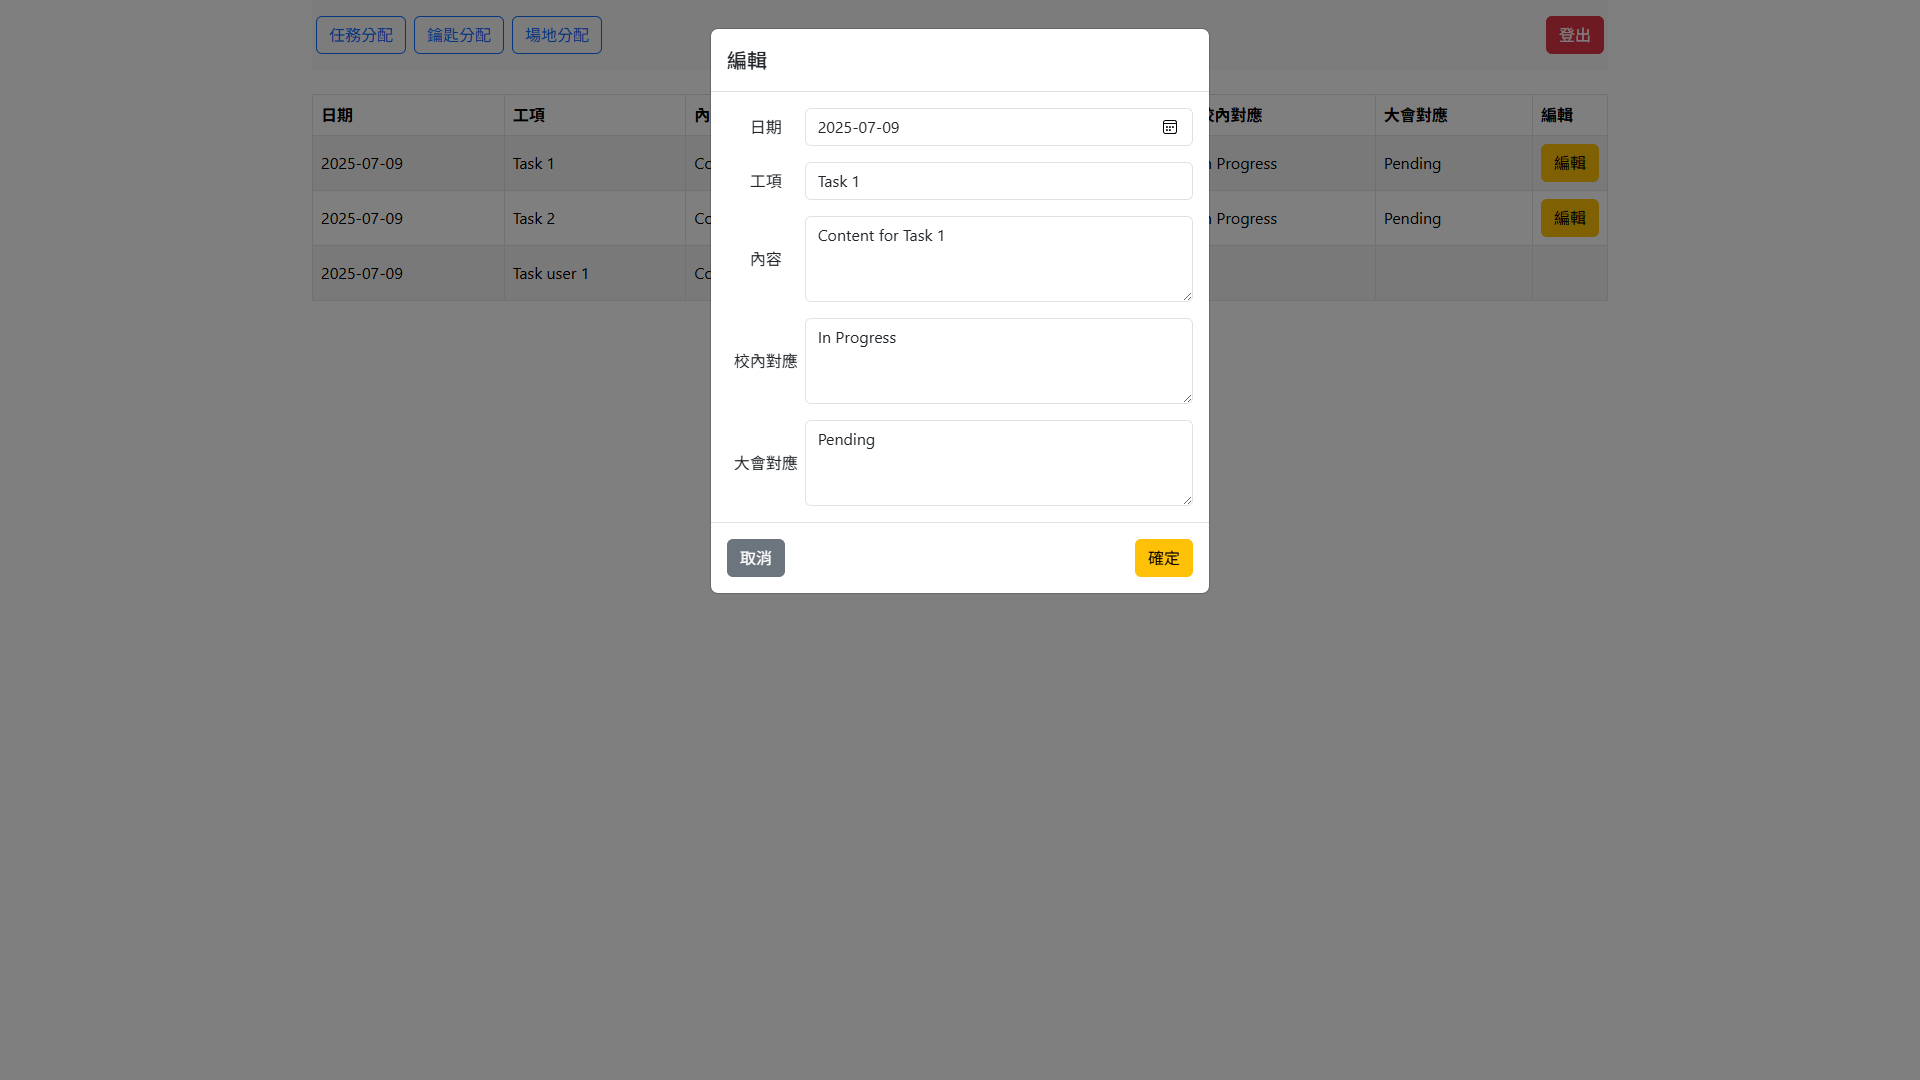 任務分配 鑰匙分配 場地分配 登出
編輯
日期 工項 內 校內對應 大會對應 編輯
2025-07-09 Task 1 Co In Progress Pending 編輯
2025-07-09 Task 2 Co In Progress Pending 編輯
2025-07-09 Task user 1 Co
日期 2025-07-09
工項 Task 1
內容 Content for Task 1
校內對應 In Progress
大會對應 Pending
取消 確定